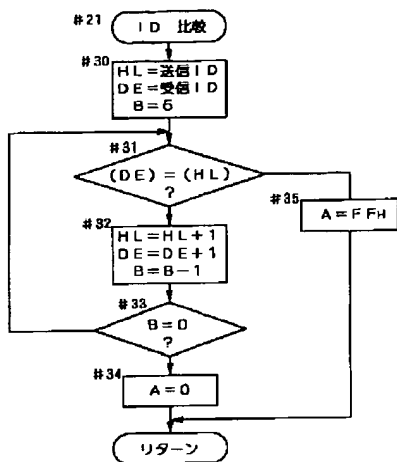 #21
ID 比較
#30
HL=送信ID
DE=受信ID
B=6
#31
(DE)=(HL)
?
#35
A=FFH
#32
HL=HL+1
DE=DE+1
B=B-1
#33
B=0
?
#34
A=0
リターン